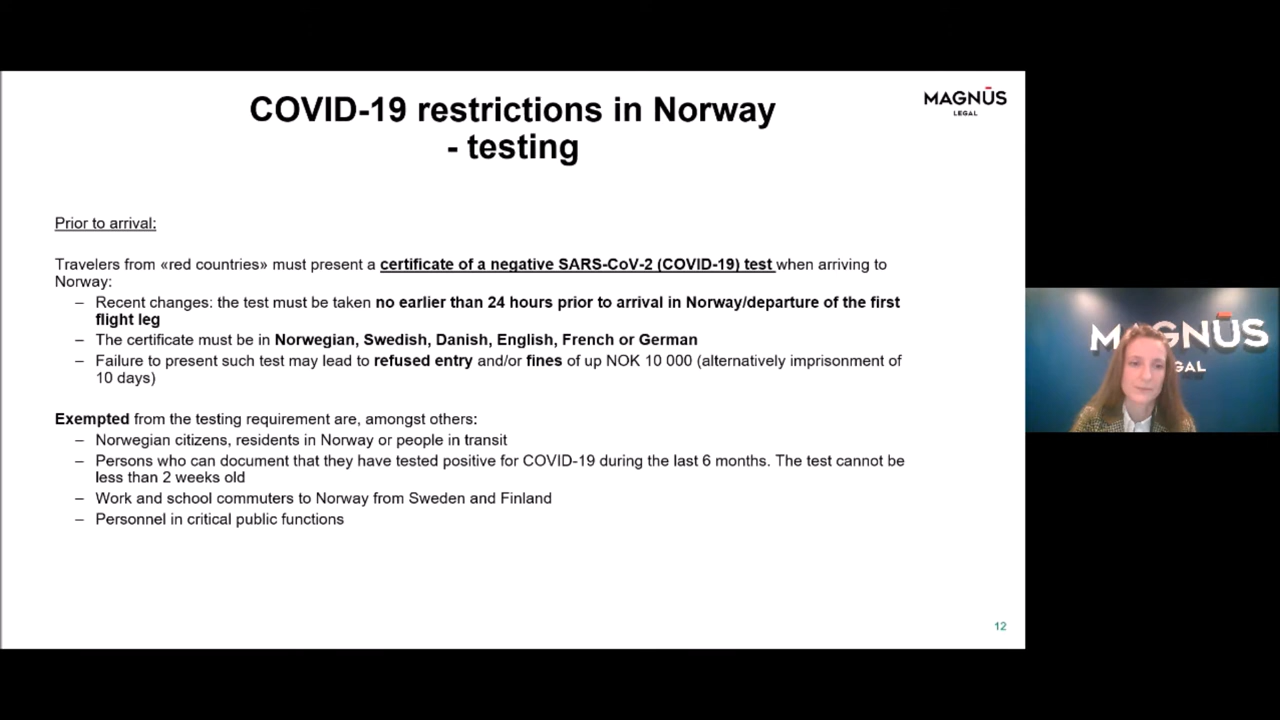 COVID-19 restrictions in Norway
- testing
MAGNUS
LEGAL
Prior to arrival:
Travelers from «red countries» must present a certificate of a negative SARS-CoV-2 (COVID-19) test when arriving to
Norway:
– Recent changes: the test must be taken no earlier than 24 hours prior to arrival in Norway/departure of the first
flight leg
– The certificate must be in Norwegian, Swedish, Danish, English, French or German
– Failure to present such test may lead to refused entry and/or fines of up NOK 10 000 (alternatively imprisonment of
10 days)
Exempted from the testing requirement are, amongst others:
– Norwegian citizens, residents in Norway or people in transit
– Persons who can document that they have tested positive for COVID-19 during the last 6 months. The test cannot be
less than 2 weeks old
– Work and school commuters to Norway from Sweden and Finland
– Personnel in critical public functions
12
MAGNUS
GAL